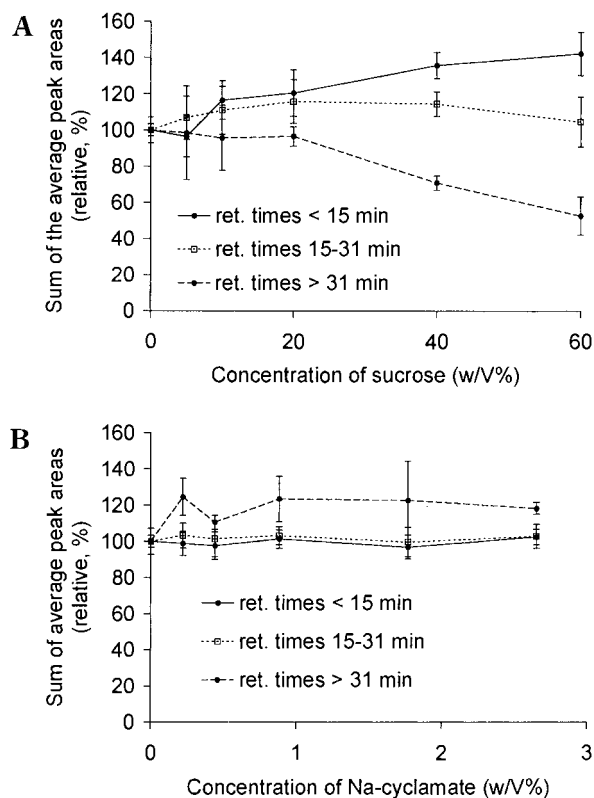 A
Sum of the average peak areas
(relative, %)
160
140
120
100
80
60
40
20
0
ret. times < 15 min
ret. times 15-31 min
ret. times > 31 min
0 20 40 60
Concentration of sucrose (w/V%)
B
Sum of average peak areas
(relative, %)
160
140
120
100
80
60
40
20
0
ret. times < 15 min
ret. times 15-31 min
ret. times > 31 min
0 1 2 3
Concentration of Na-cyclamate (w/V%)